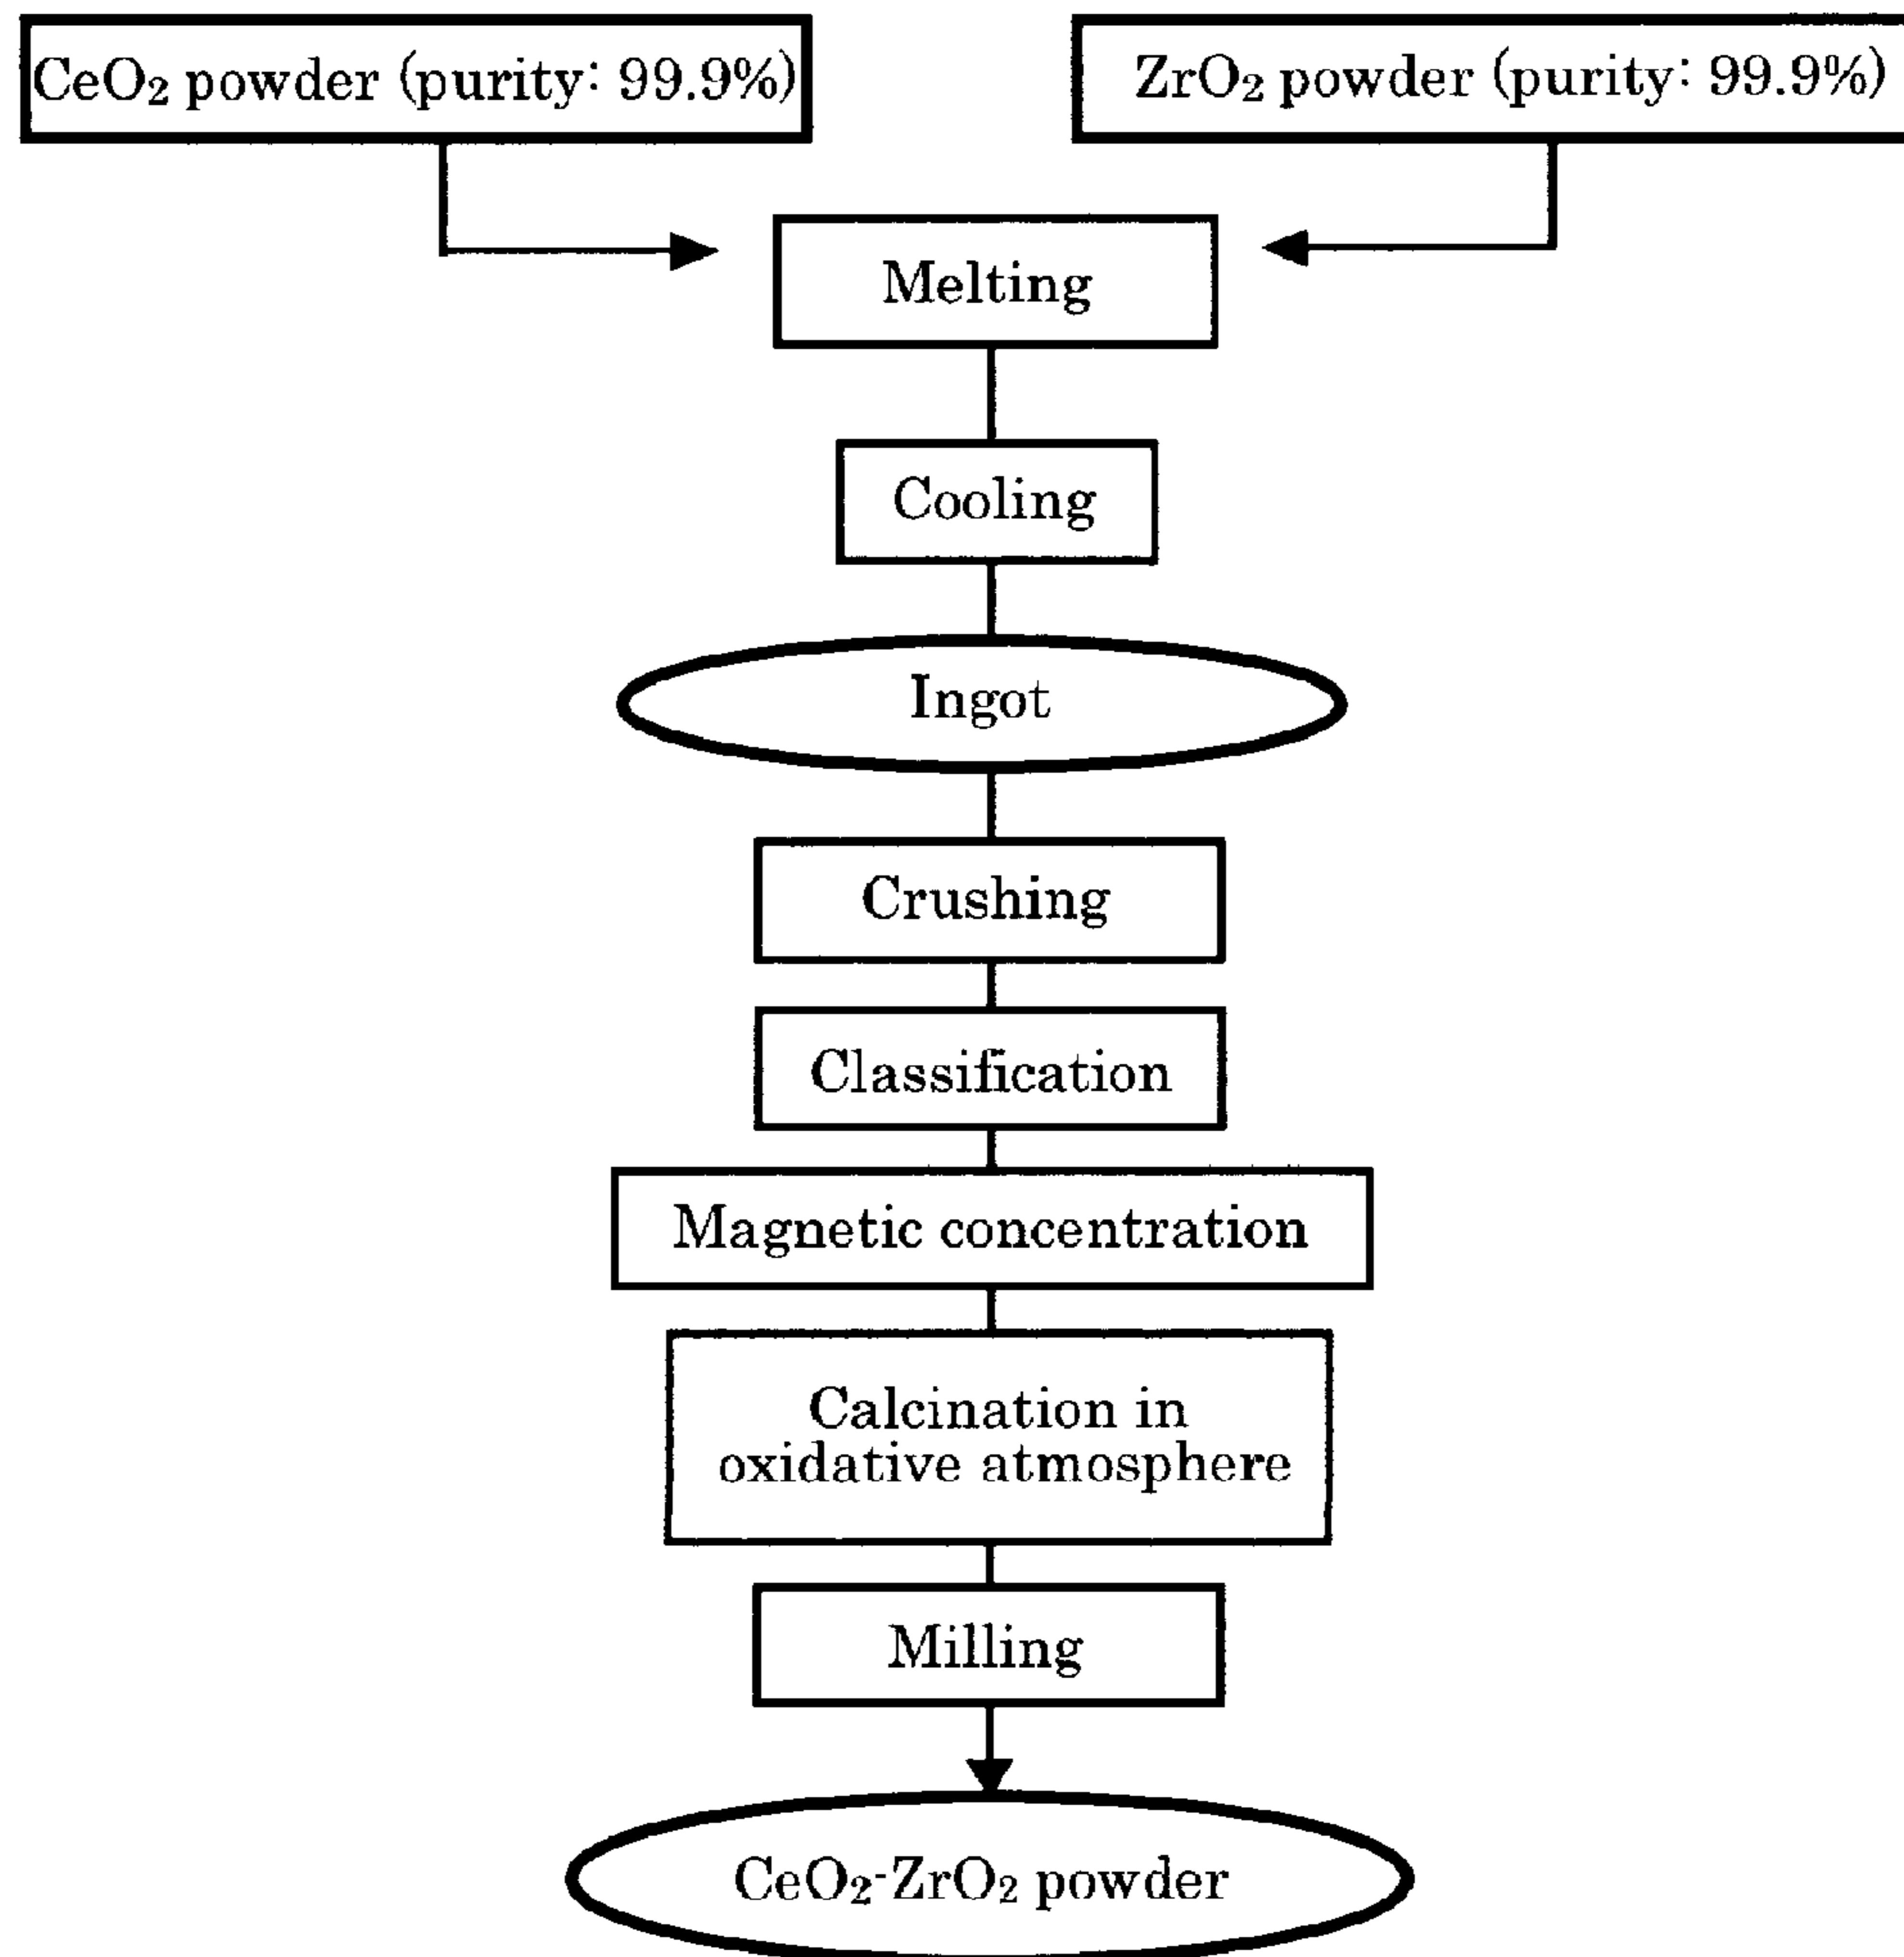 CeO₂ powder (purity: 99.9%)
ZrO₂ powder (purity: 99.9%)
Melting
Cooling
Ingot
Crushing
Classification
Magnetic concentration
Calcination in
oxidative atmosphere
Milling
CeO₂-ZrO₂ powder